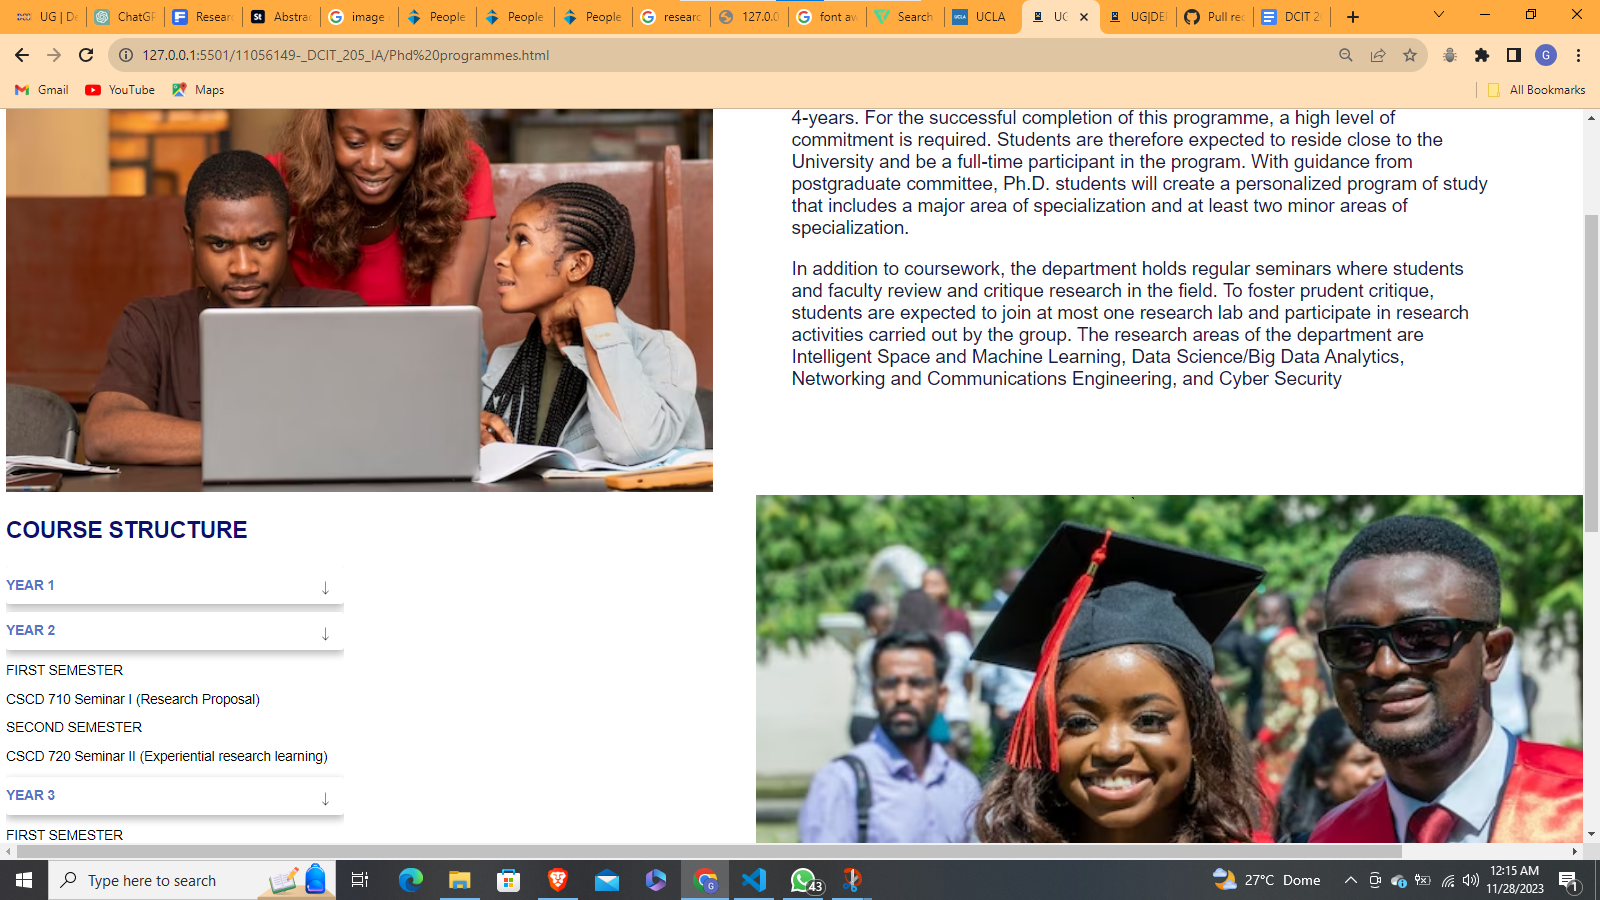 UG | De
ChatGP
Researc
Abstrac
image
People
People
People
researc
127.0.0
font aw
Search
UCLA
UG
UG|DEP
Pull rec
DCIT 20
127.0.0.1:5501/11056149-_DCIT_205_IA/Phd%20programmes.html
G
Gmail
YouTube
Maps
All Bookmarks
4-years. For the successful completion of this programme, a high level of
commitment is required. Students are therefore expected to reside close to the
University and be a full-time participant in the program. With guidance from
postgraduate committee, Ph.D. students will create a personalized program of study
that includes a major area of specialization and at least two minor areas of
specialization.
In addition to coursework, the department holds regular seminars where students
and faculty review and critique research in the field. To foster prudent critique,
students are expected to join at most one research lab and participate in research
activities carried out by the group. The research areas of the department are
Intelligent Space and Machine Learning, Data Science/Big Data Analytics,
Networking and Communications Engineering, and Cyber Security
COURSE STRUCTURE
YEAR 1 ↓
YEAR 2 ↓
FIRST SEMESTER
CSCD 710 Seminar I (Research Proposal)
SECOND SEMESTER
CSCD 720 Seminar II (Experiential research learning)
YEAR 3 ↓
FIRST SEMESTER
Type here to search
43
27°C Dome
12:15 AM
11/28/2023
1